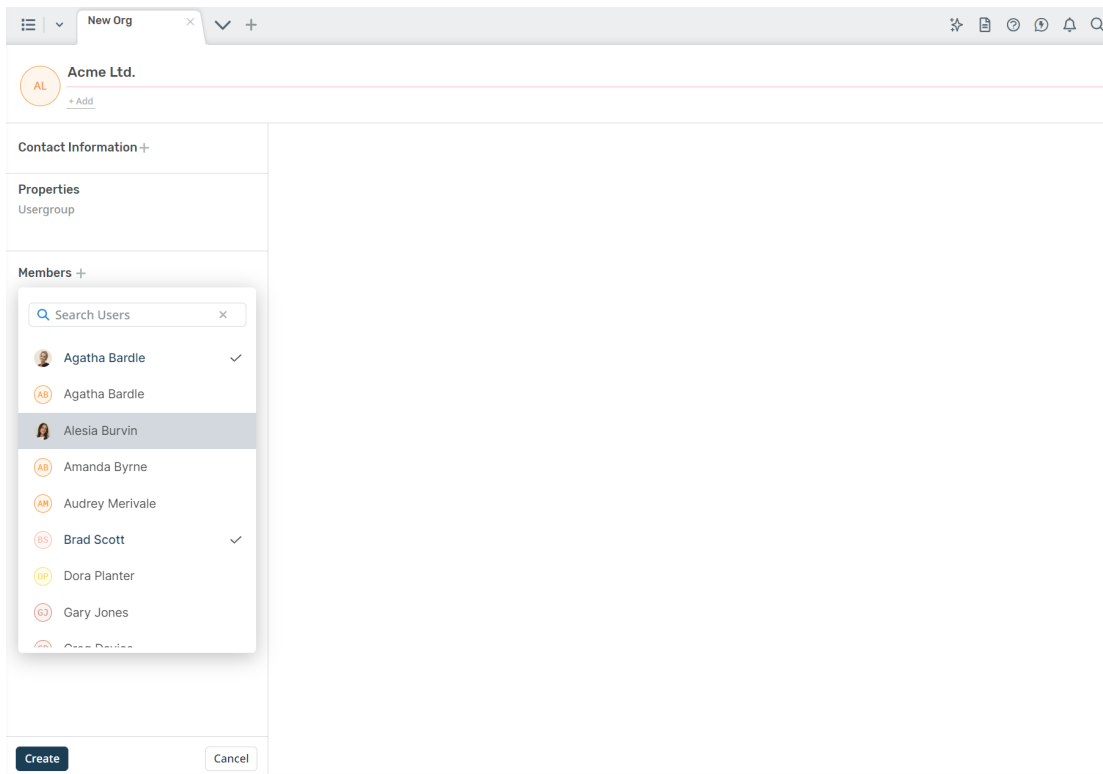 New Org
AL
Acme Ltd.
+ Add
Contact Information
Properties
Usergroup
Members
Search Users
Agatha Bardle
AB Agatha Bardle
Alesia Burvin
AB Amanda Byrne
AM Audrey Merivale
BS Brad Scott
DP Dora Planter
GJ Gary Jones
Create Cancel